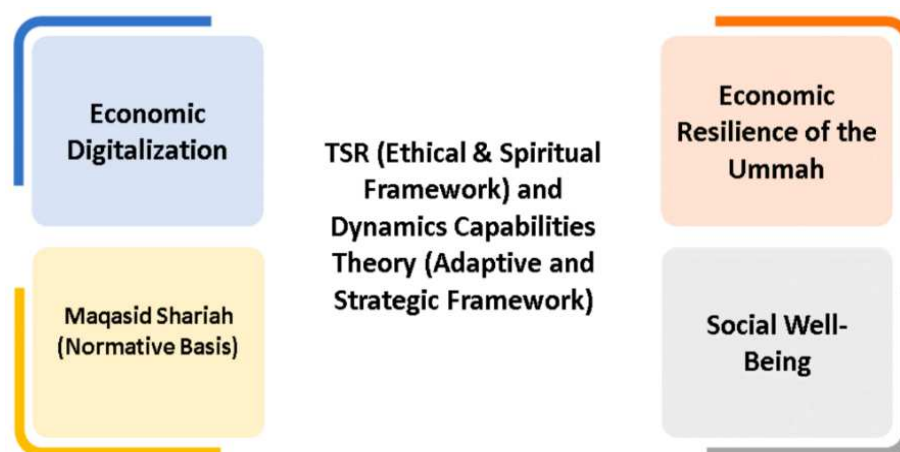 Economic
Digitalization
Maqasid Shariah
(Normative Basis)
TSR (Ethical & Spiritual
Framework) and
Dynamics Capabilities
Theory (Adaptive and
Strategic Framework)
Economic
Resilience of the
Ummah
Social Well-
Being